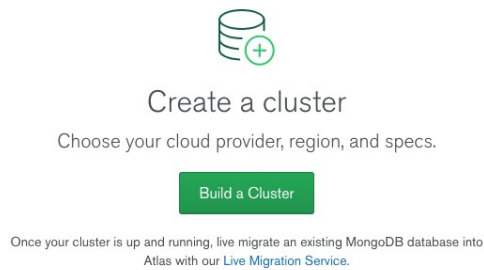 Create a cluster
Choose your cloud provider, region, and specs.
Build a Cluster
Once your cluster is up and running, live migrate an existing MongoDB database into
Atlas with our Live Migration Service.